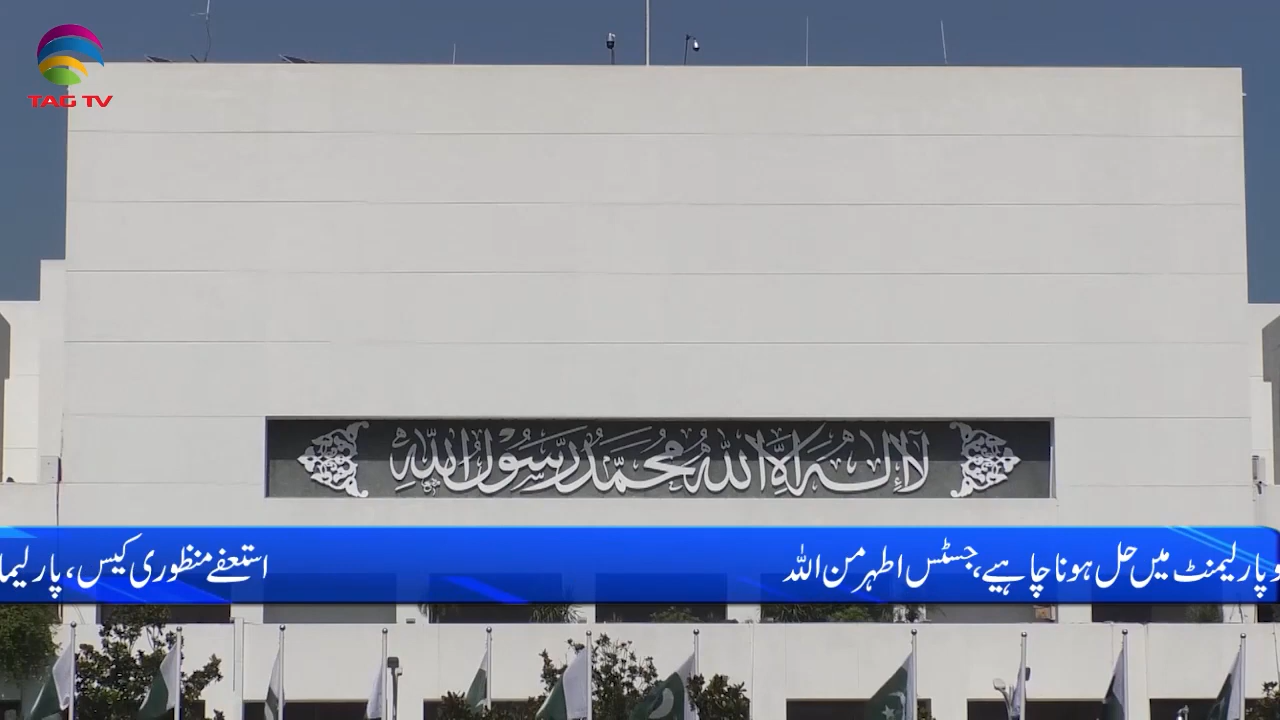 TAG TV
لا إله إلا الله محمد رسول الله
پارلیمنٹ میں حل ہونا چاہیے، جسٹس اطہر من اللہ
استعفے منظوری کیس،